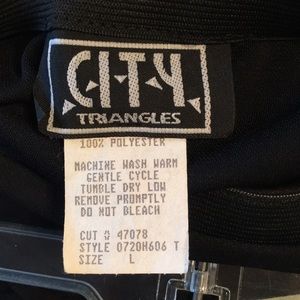 CITY
TRIANGLES
100% POLYESTER
MACHINE WASH WARM
GENTLE CYCLE
TUMBLE DRY LOW
REMOVE PROMPTLY
DO NOT BLEACH
CUT # 47078
STYLE 0720H606 T
SIZE L